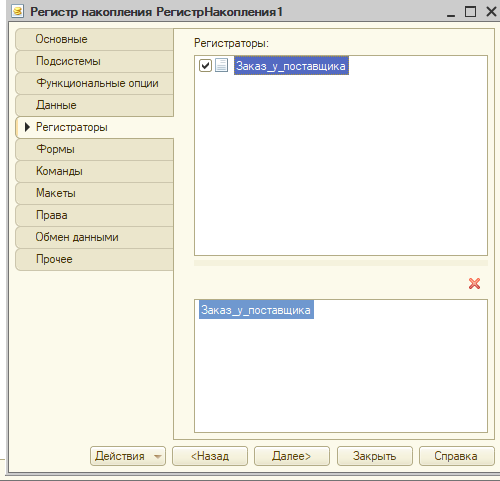 Регистр накопления РегистрНакопления1
Основные
Подсистемы
Функциональные опции
Данные
Регистраторы
Формы
Команды
Макеты
Права
Обмен данными
Прочее
Регистраторы:
Заказ_у_поставщика
Заказ_у_поставщика
Действия
<Назад
Далее>
Закрыть
Справка